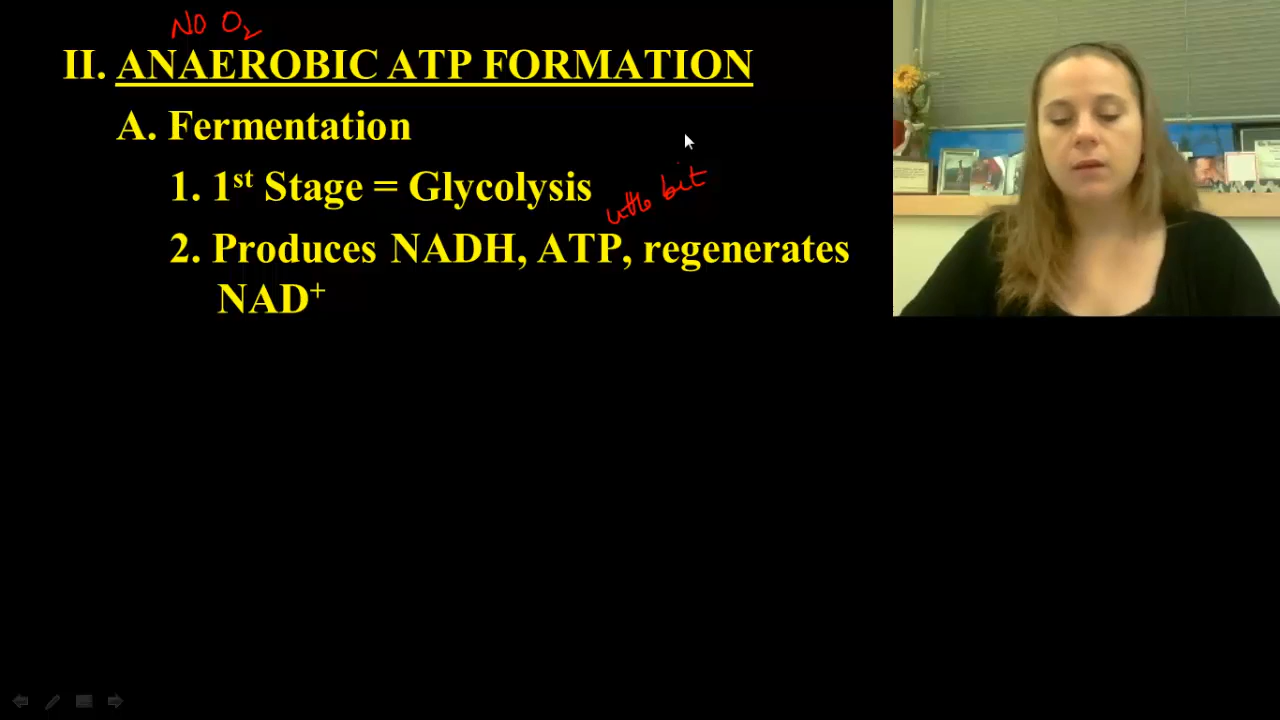 NO O₂
II. ANAEROBIC ATP FORMATION
A. Fermentation
1. 1st Stage = Glycolysis
little bit
2. Produces NADH, ATP, regenerates
NAD⁺